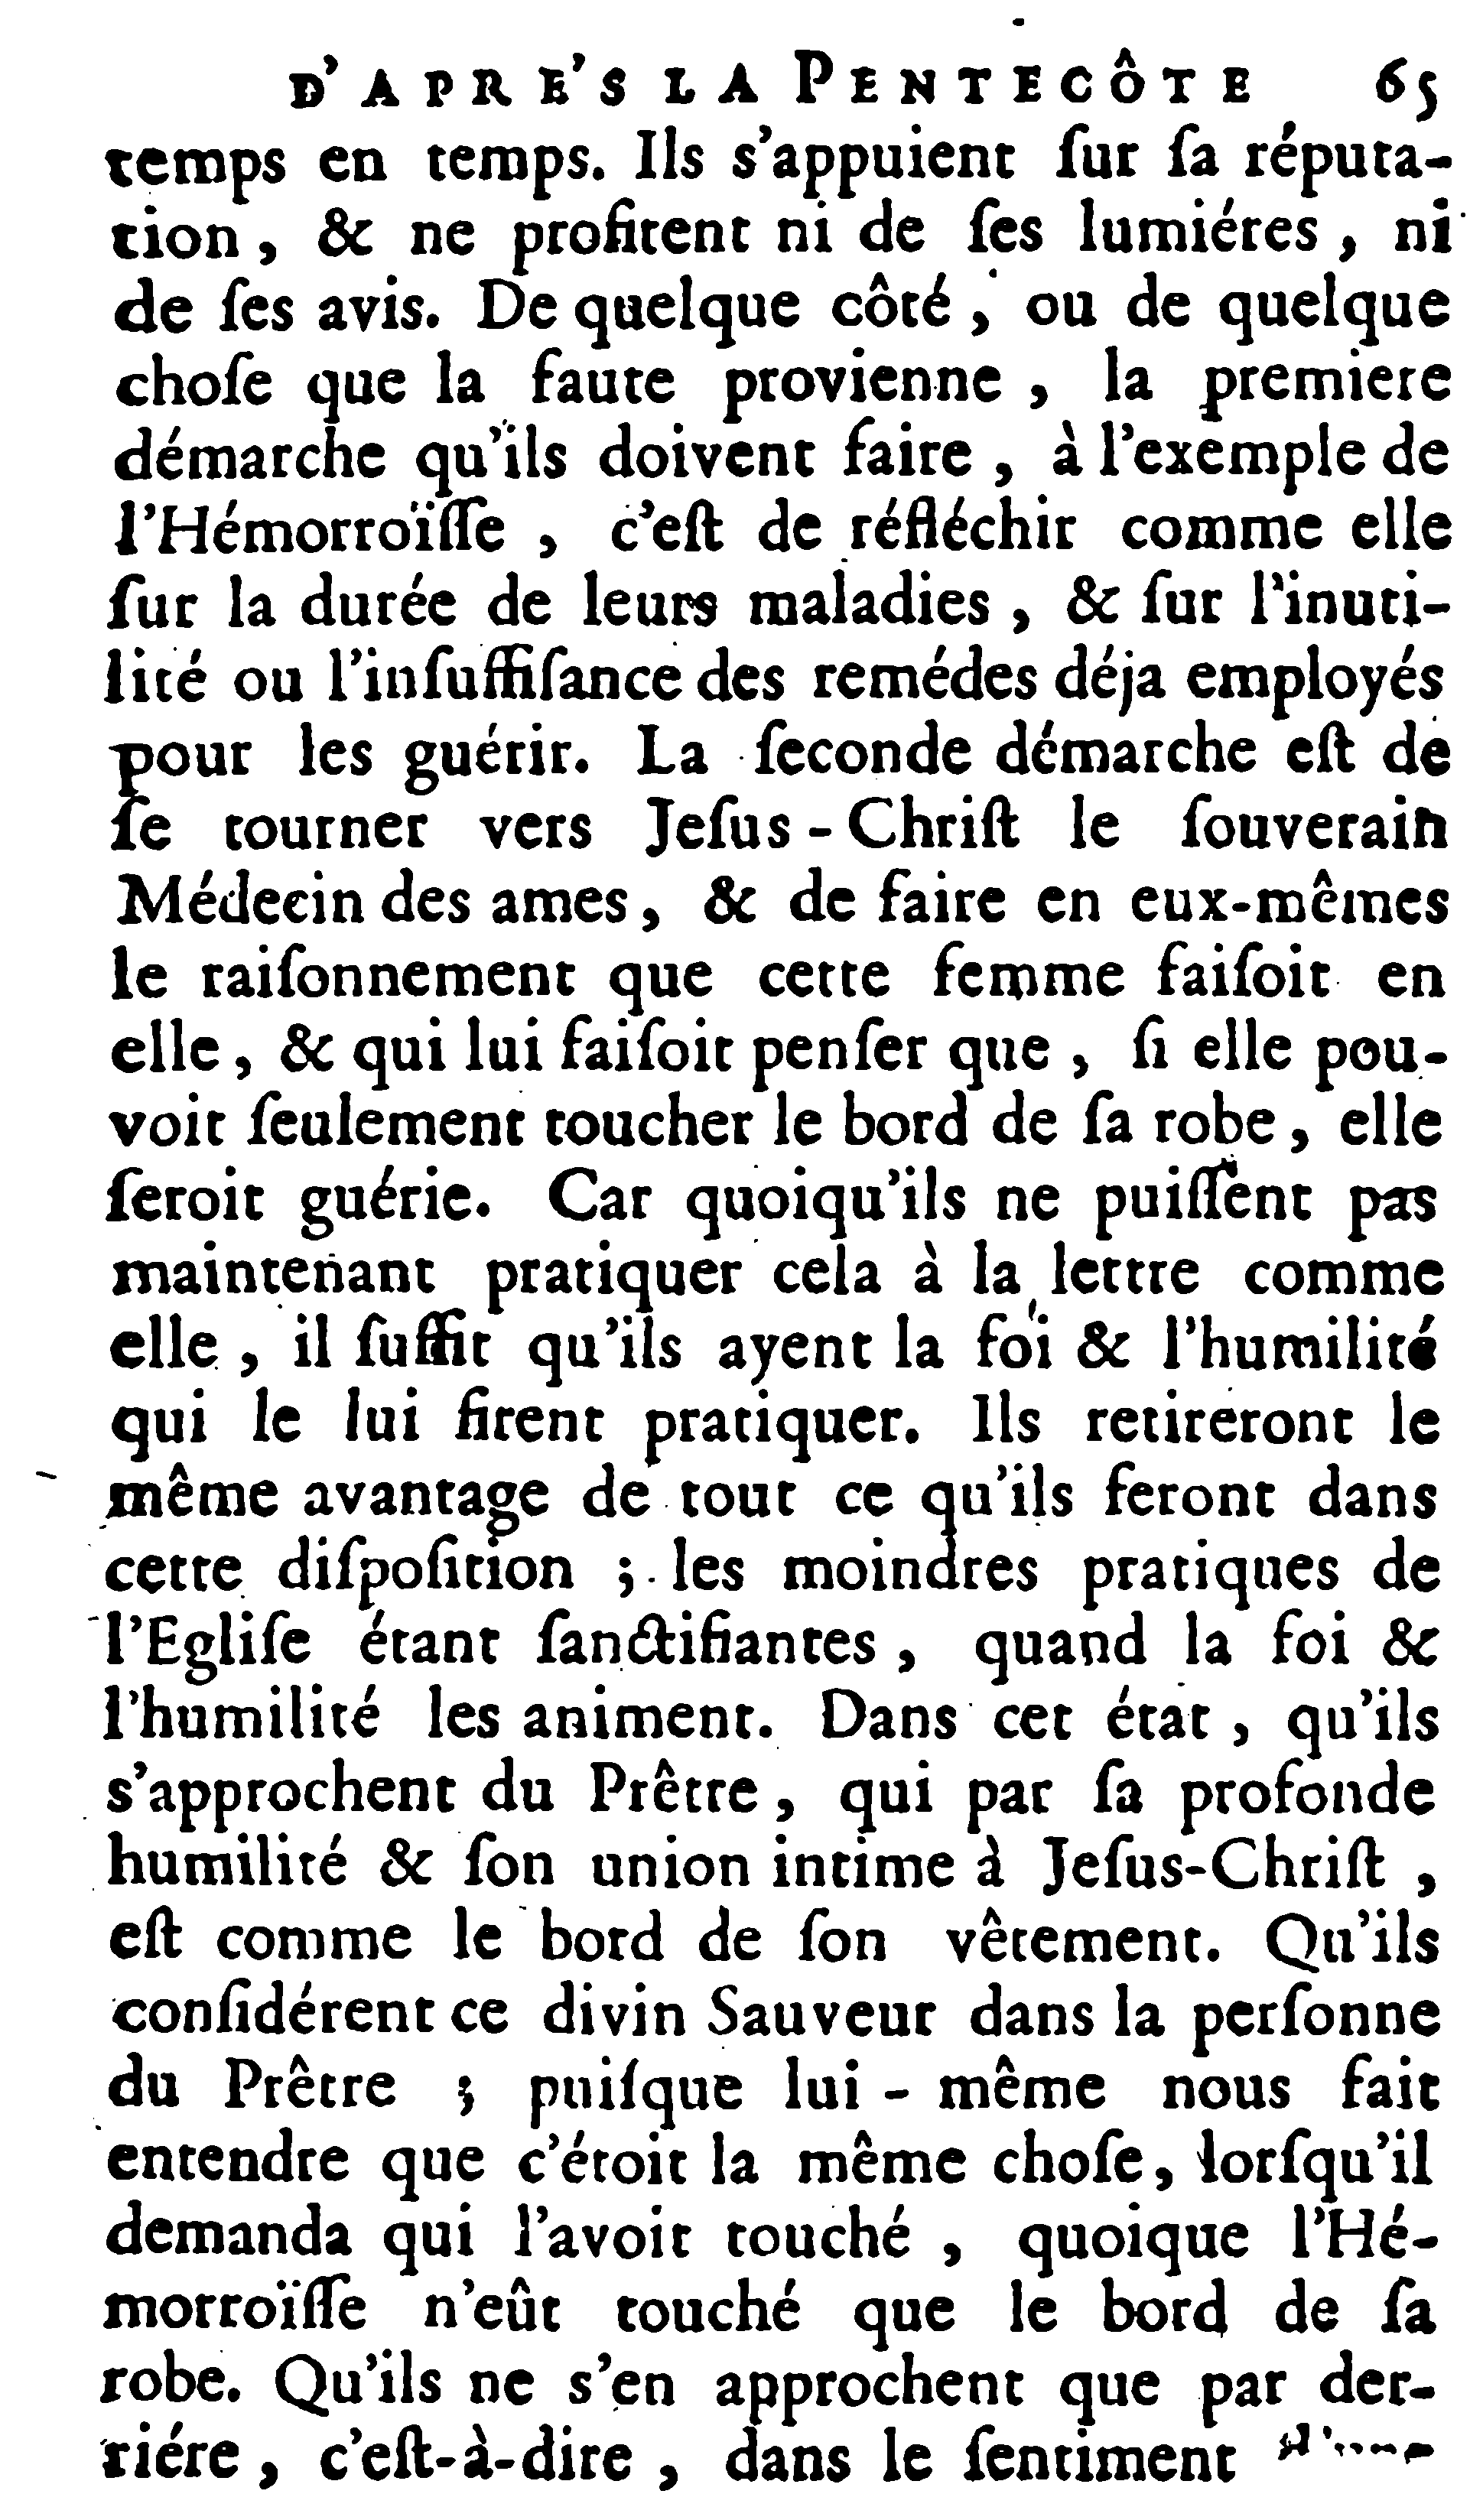 D'APRE'S LA PENTECÔTE 65
temps en temps. Ils s'appuient ſur ſa réputa-
tion, & ne profitent ni de ſes lumiéres, ni
de ſes avis. De quelque côté, ou de quelque
choſe que la faute provienne, la premiere
démarche qu'ils doivent faire, à l'exemple de
l'Hémorroïſſe, c'eſt de réfléchir comme elle
ſur la durée de leurs maladies, & ſur l'inuti-
lité ou l'inſuffiſance des remédes déja employés
pour les guérir. La ſeconde démarche eſt de
ſe tourner vers Jeſus-Chriſt le ſouverain
Médecin des ames, & de faire en eux-mêmes
le raiſonnement que cette femme faiſoit en
elle, & qui lui faiſoit penſer que, ſi elle pou-
voit ſeulement toucher le bord de ſa robe, elle
ſeroit guérie. Car quoiqu'ils ne puiſſent pas
maintenant pratiquer cela à la lettre comme
elle, il ſuffit qu'ils ayent la foi & l'humilité
qui le lui firent pratiquer. Ils retireront le
même avantage de tout ce qu'ils feront dans
cette diſpoſition; les moindres pratiques de
l'Egliſe étant ſanctifiantes, quand la foi &
l'humilité les animent. Dans cet état, qu'ils
s'approchent du Prêtre, qui par ſa profonde
humilité & ſon union intime à Jeſus-Chriſt,
eſt comme le bord de ſon vêtement. Qu'ils
conſidérent ce divin Sauveur dans la perſonne
du Prêtre; puiſque lui-même nous fait
entendre que c'étoit la même choſe, lorſqu'il
demanda qui l'avoit touché, quoique l'Hé-
morroïſſe n'eût touché que le bord de ſa
robe. Qu'ils ne s'en approchent que par der-
riére, c'eſt-à-dire, dans le ſentiment